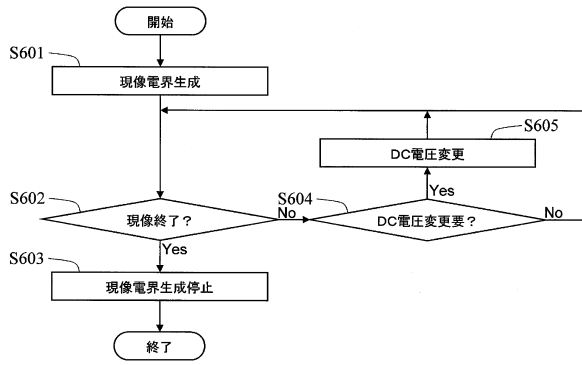 開始
S601
現像電界生成
S605
DC電圧変更
S602
S604
Yes
現像終了?
No
DC電圧変更要?
No
Yes
S603
現像電界生成停止
終了